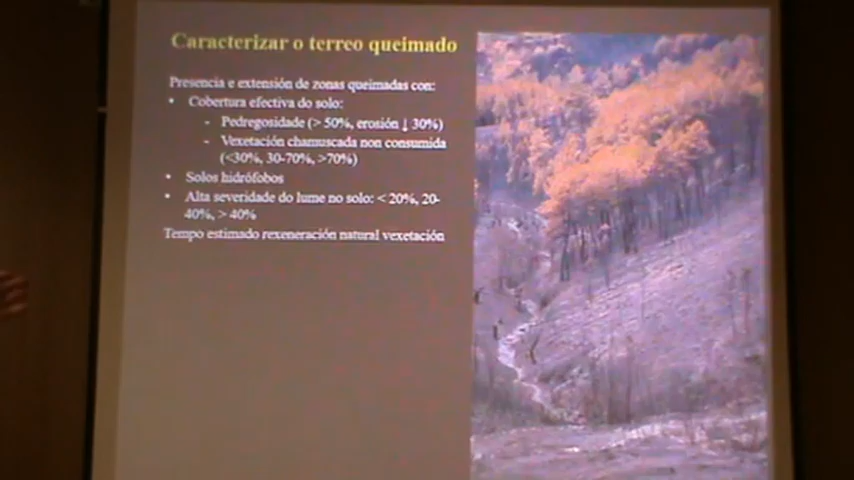 Caracterizar o terreo queimado
Presencia e extensión de zonas queimadas con:
• Cobertura efectiva do solo:
- Pedregosidade (> 50%, erosión ↓ 30%)
- Vexetación chamuscada non consumida
(<30%, 30-70%, >70%)
• Solos hidrófobos
• Alta severidade do lume no solo: < 20%, 20-
40%, > 40%
Tempo estimado rexeneración natural vexetación